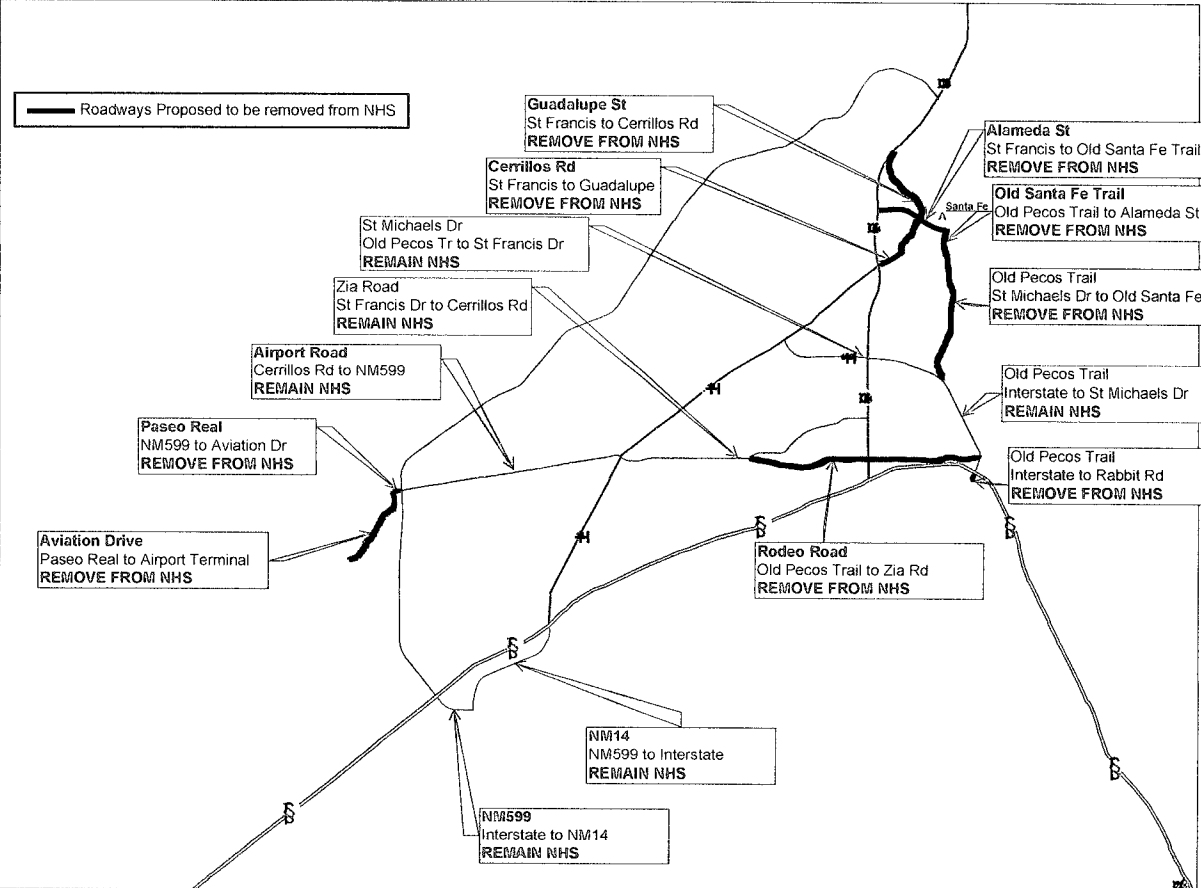 Roadways Proposed to be removed from NHS
Guadalupe St
St Francis to Cerrillos Rd
REMOVE FROM NHS
Alameda St
St Francis to Old Santa Fe Trail
REMOVE FROM NHS
Cerrillos Rd
St Francis to Guadalupe
REMOVE FROM NHS
Old Santa Fe Trail
Old Pecos Trail to Alameda St
REMOVE FROM NHS
Santa Fe
St Michaels Dr
Old Pecos Tr to St Francis Dr
REMAIN NHS
Old Pecos Trail
St Michaels Dr to Old Santa Fe
REMOVE FROM NHS
Zia Road
St Francis Dr to Cerrillos Rd
REMAIN NHS
Airport Road
Cerrillos Rd to NM599
REMAIN NHS
Old Pecos Trail
Interstate to St Michaels Dr
REMAIN NHS
Paseo Real
NM599 to Aviation Dr
REMOVE FROM NHS
Old Pecos Trail
Interstate to Rabbit Rd
REMOVE FROM NHS
Aviation Drive
Paseo Real to Airport Terminal
REMOVE FROM NHS
Rodeo Road
Old Pecos Trail to Zia Rd
REMOVE FROM NHS
NM14
NM599 to Interstate
REMAIN NHS
NM599
Interstate to NM14
REMAIN NHS